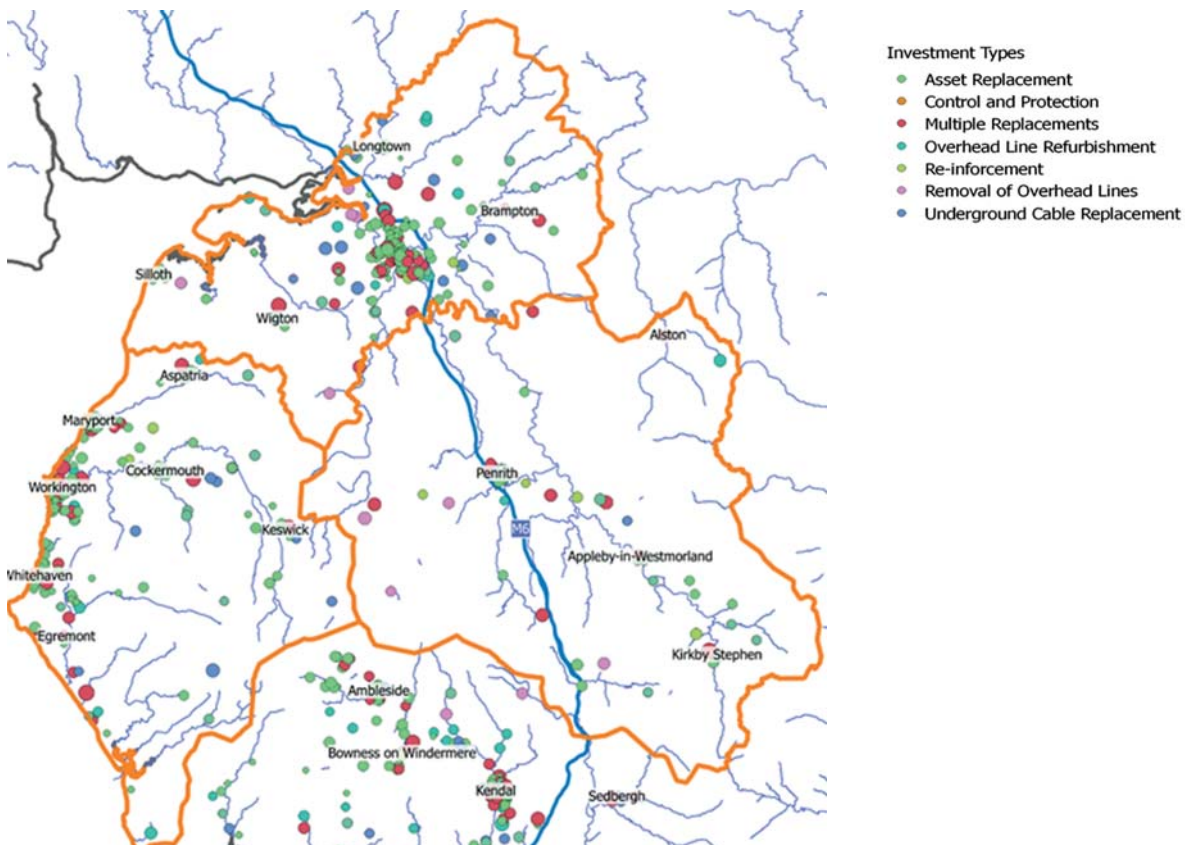 Investment Types
Asset Replacement
Control and Protection
Multiple Replacements
Overhead Line Refurbishment
Re-inforcement
Removal of Overhead Lines
Underground Cable Replacement
Longtown
Brampton
Silloth
Wigton
Alston
Aspatria
Maryport
Cockermouth
Penrith
Workington
Keswick
M6
Appleby-in-Westmorland
Whitehaven
Egremont
Kirkby Stephen
Ambleside
Bowness on Windermere
Kendal
Sedbergh